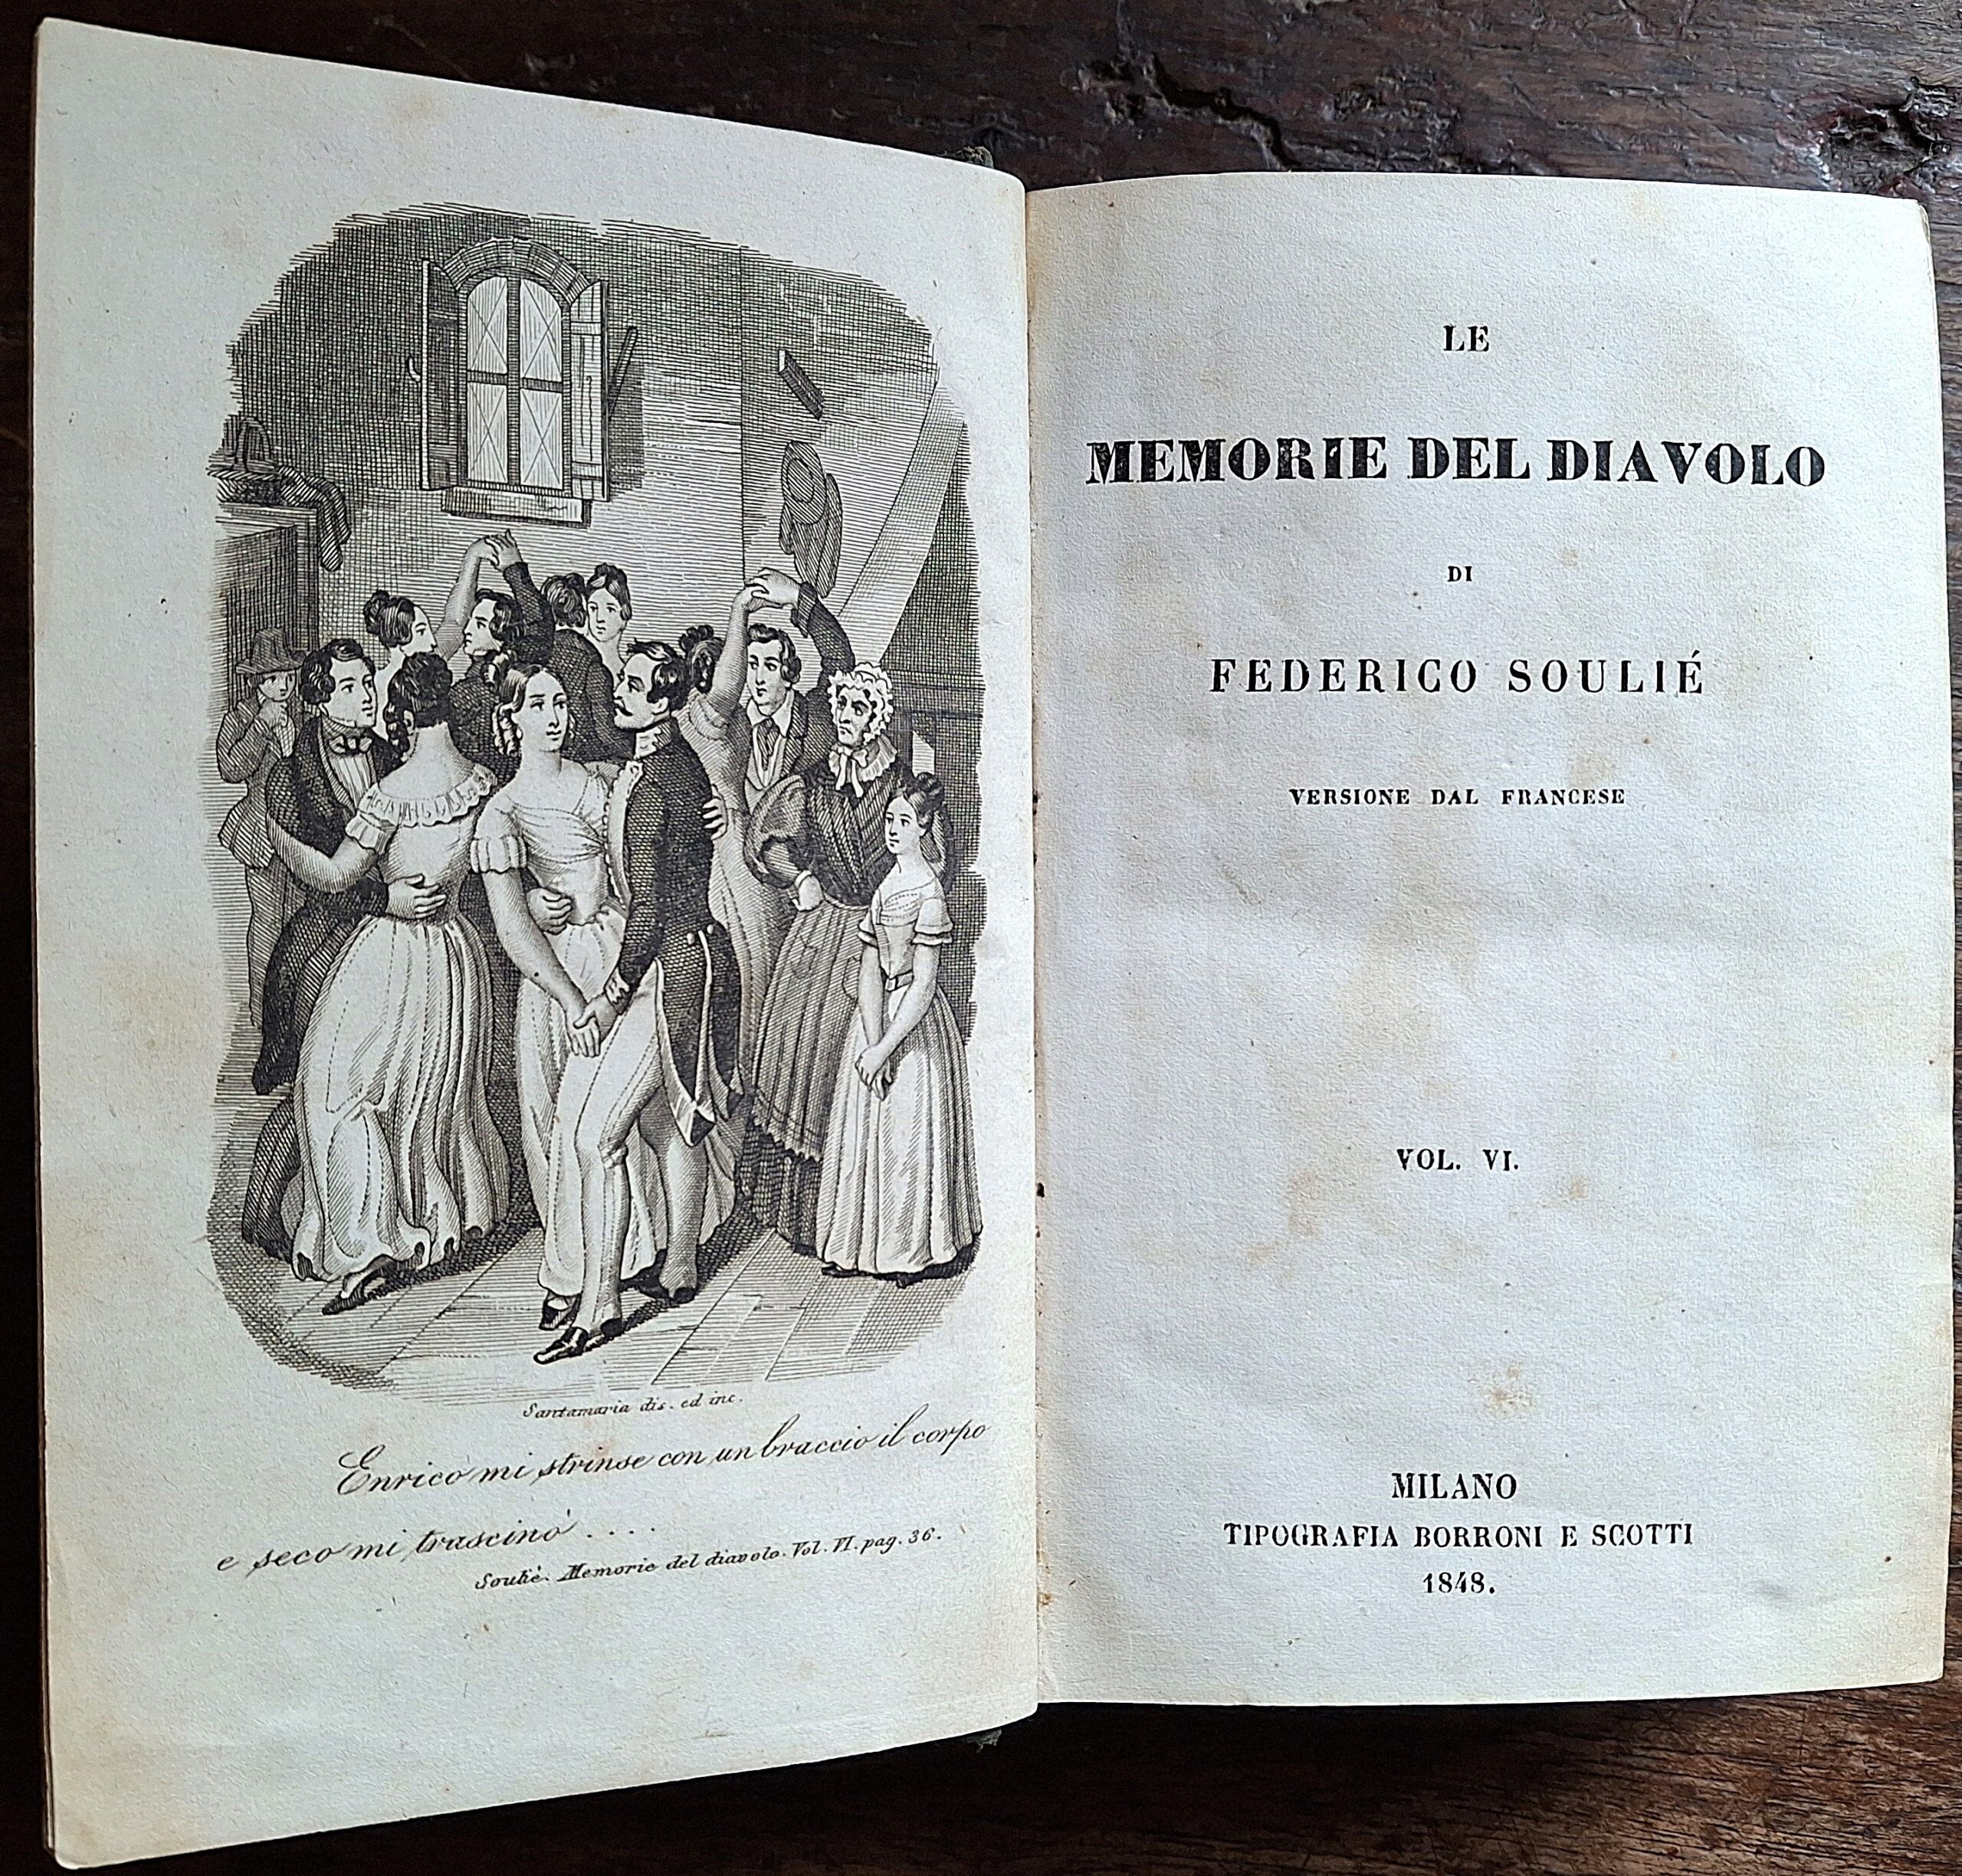 Santamaria dis. ed inc.
Enrico mi strinse con un braccio il corpo
e seco mi trascinò . . . .
Soulié. Memorie del diavolo. Vol. VI. pag. 36.
LE
MEMORIE DEL DIAVOLO
DI
FEDERICO SOULIÉ
VERSIONE DAL FRANCESE
VOL. VI.
MILANO
TIPOGRAFIA BORRONI E SCOTTI
1848.